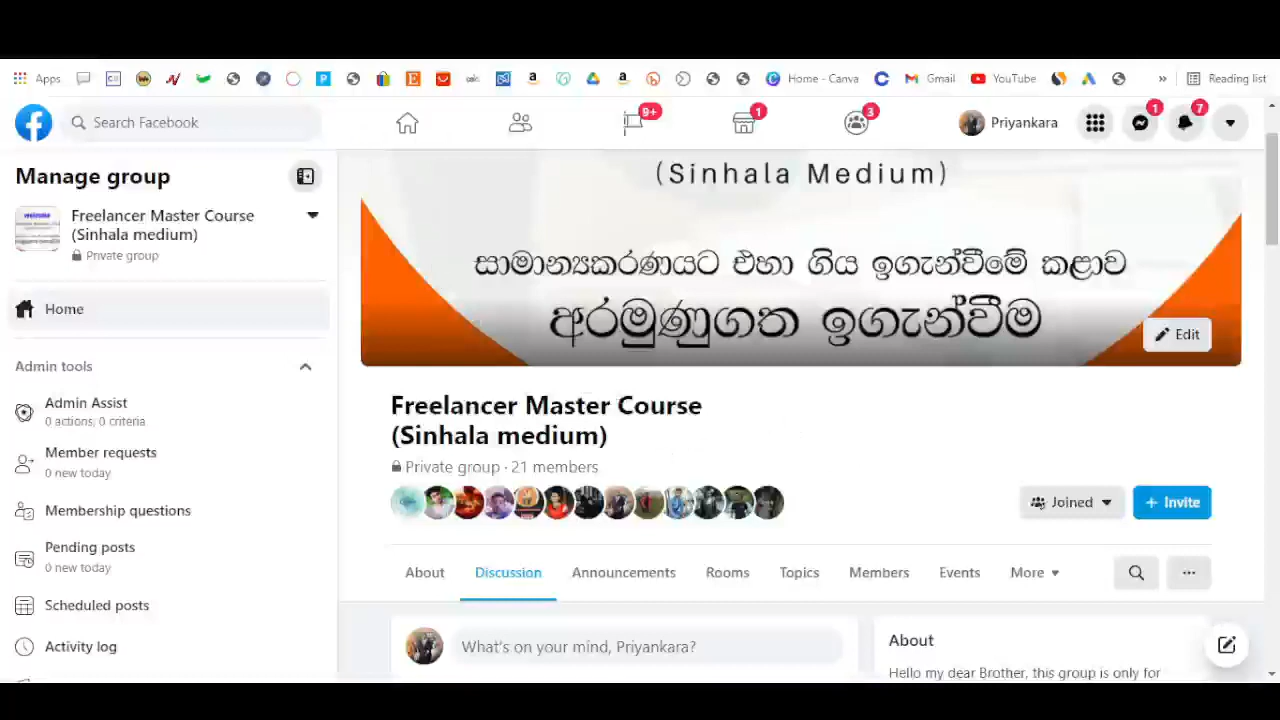 Apps
Home - Canva
Gmail
YouTube
»
Reading list
Search Facebook
9+
1
3
Priyankara
1
7
Manage group
Freelancer Master Course
(Sinhala medium)
Private group
Home
Admin tools
Admin Assist
0 actions, 0 criteria
Member requests
0 new today
Membership questions
Pending posts
0 new today
Scheduled posts
Activity log
(Sinhala Medium)
සාමාන්‍යකරණයට එහා ගිය ඉගැන්වීමේ කළාව
අරමුණුගත ඉගැන්වීම
Edit
Freelancer Master Course
(Sinhala medium)
Private group · 21 members
Joined
+ Invite
About
Discussion
Announcements
Rooms
Topics
Members
Events
More
What's on your mind, Priyankara?
About
Hello my dear Brother, this group is only for